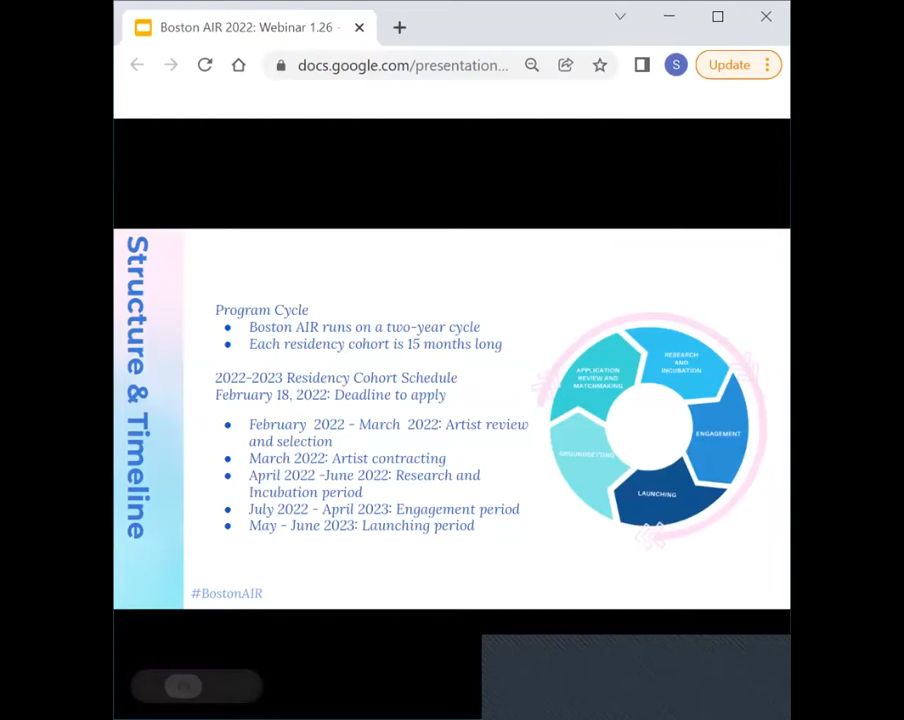 Boston AIR 2022: Webinar 1.26 -
docs.google.com/presentation...
S
Update
Structure & Timeline
Program Cycle
Boston AIR runs on a two-year cycle
Each residency cohort is 15 months long
2022-2023 Residency Cohort Schedule
February 18, 2022: Deadline to apply
February 2022 - March 2022: Artist review
and selection
March 2022: Artist contracting
April 2022 -June 2022: Research and
Incubation period
July 2022 - April 2023: Engagement period
May - June 2023: Launching period
#BostonAIR
APPLICATION
REVIEW AND
MATCHMAKING
RESEARCH
AND
INCUBATION
ENGAGEMENT
LAUNCHING